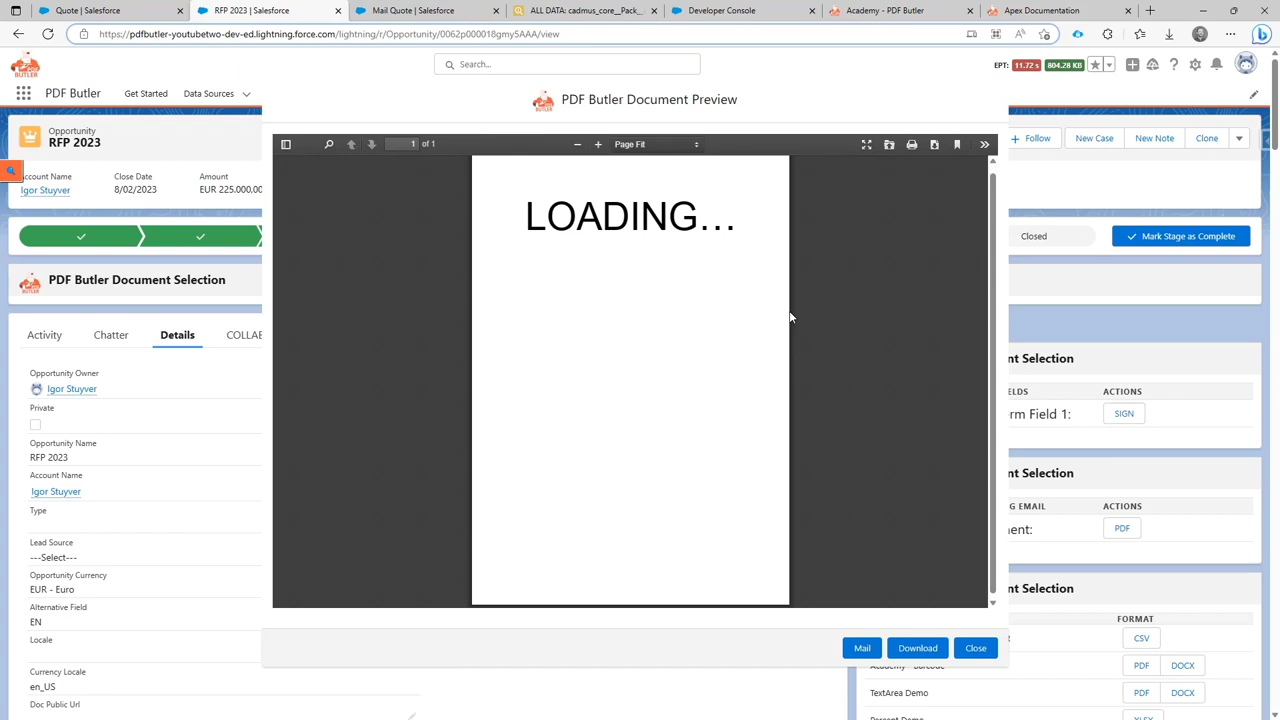 Quote | Salesforce
RFP 2023 | Salesforce
Mail Quote | Salesforce
ALL DATA: cadmus_core__Pack_
Developer Console
Academy - PDF Butler
Apex Documentation
https://pdfbutler-youtubetwo-dev-ed.lightning.force.com/lightning/r/Opportunity/0062p000018gmy5AAA/view
Search...
EPT: 11.72 s 804.28 KB
PDF Butler
Get Started
Data Sources
PDF Butler Document Preview
Opportunity
RFP 2023
Follow
New Case
New Note
Clone
Account Name
Close Date
Amount
Igor Stuyver
8/02/2023
EUR 225.000,00
1 of 1
Page Fit
LOADING...
Closed
Mark Stage as Complete
PDF Butler Document Selection
Activity
Chatter
Details
COLLAB
Opportunity Owner
Igor Stuyver
Private
Opportunity Name
RFP 2023
Account Name
Igor Stuyver
Type
Lead Source
---Select---
Opportunity Currency
EUR - Euro
Alternative Field
EN
Locale
Currency Locale
en_US
Doc Public Url
nt Selection
ELDS
ACTIONS
rm Field 1:
SIGN
nt Selection
G EMAIL
ACTIONS
ent:
PDF
nt Selection
FORMAT
CSV
PDF
DOCX
TextArea Demo
PDF
DOCX
Mail
Download
Close